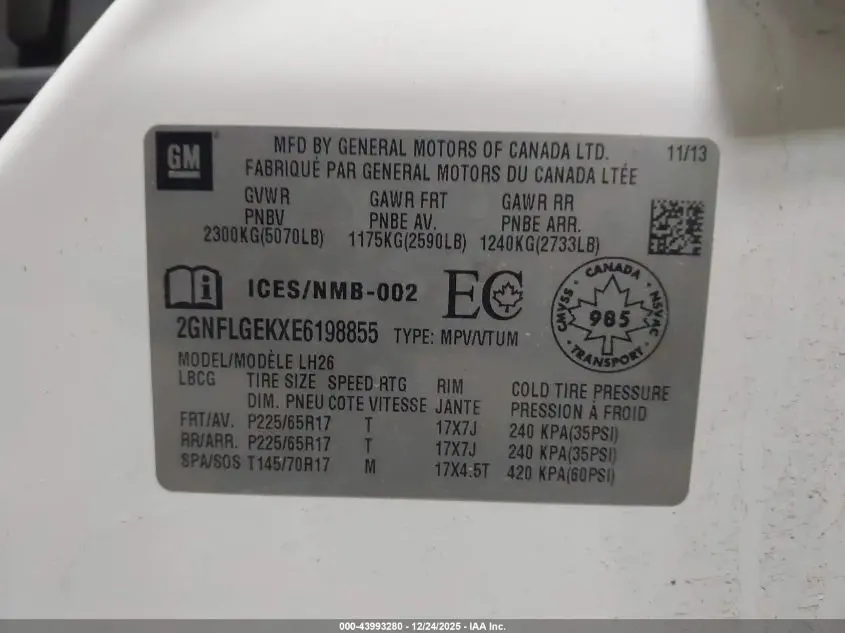 GM
MFD BY GENERAL MOTORS OF CANADA LTD. 11/13
FABRIQUÉ PAR GENERAL MOTORS DU CANADA LTÉE
GVWR GAWR FRT GAWR RR
PNBV PNBE AV. PNBE ARR.
2300KG(5070LB) 1175KG(2590LB) 1240KG(2733LB)
i ICES/NMB-002 EC
CANADA
CMVSS 985 NSVAC
TRANSPORT
2GNFLGEKXE6198855 TYPE: MPV/VTUM
MODEL/MODÈLE LH26
LBCG TIRE SIZE SPEED RTG RIM COLD TIRE PRESSURE
DIM. PNEU COTE VITESSE JANTE PRESSION À FROID
FRT/AV. P225/65R17 T 17X7J 240 KPA(35PSI)
RR/ARR. P225/65R17 T 17X7J 240 KPA(35PSI)
SPA/SOS T145/70R17 M 17X4.5T 420 KPA(60PSI)
000-43993280 - 12/24/2025 - IAA Inc.